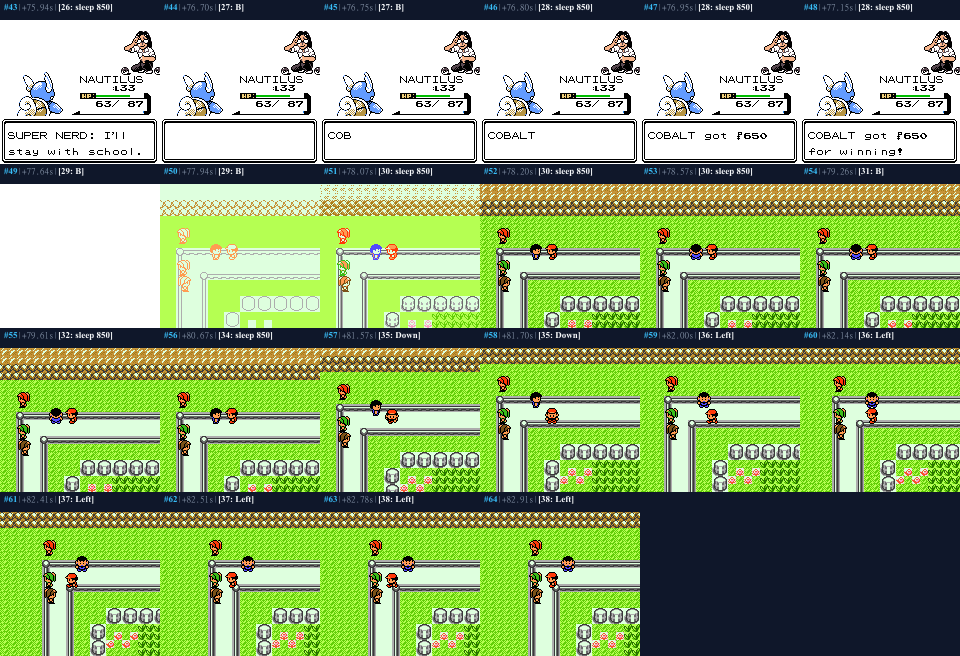 #43|+75.94s| [26: sleep 850]
#44|+76.70s| [27: B]
#45|+76.75s| [27: B]
#46|+76.80s| [28: sleep 850]
#47|+76.95s| [28: sleep 850]
#48|+77.15s| [28: sleep 850]
NAUTILUS
:L33
HP:
63/ 87
SUPER NERD: I'll
stay with school.
NAUTILUS
:L33
HP:
63/ 87
NAUTILUS
:L33
HP:
63/ 87
COB
NAUTILUS
:L33
HP:
63/ 87
COBALT
NAUTILUS
:L33
HP:
63/ 87
COBALT got ₽650
NAUTILUS
:L33
HP:
63/ 87
COBALT got ₽650
for winning!
#49|+77.64s| [29: B]
#50|+77.94s| [29: B]
#51|+78.07s| [30: sleep 850]
#52|+78.20s| [30: sleep 850]
#53|+78.57s| [30: sleep 850]
#54|+79.26s| [31: B]
#55|+79.61s| [32: sleep 850]
#56|+80.67s| [34: sleep 850]
#57|+81.57s| [35: Down]
#58|+81.70s| [35: Down]
#59|+82.00s| [36: Left]
#60|+82.14s| [36: Left]
#61|+82.41s| [37: Left]
#62|+82.51s| [37: Left]
#63|+82.78s| [38: Left]
#64|+82.91s| [38: Left]